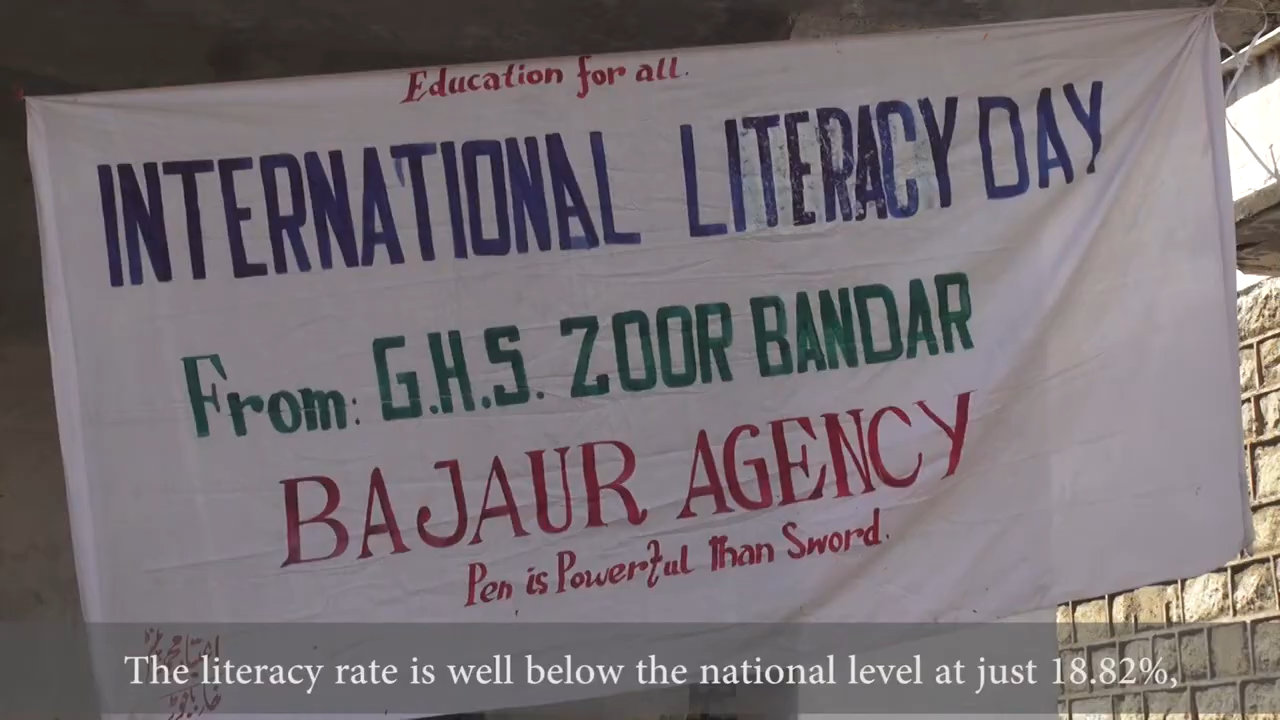 Education for all.
INTERNATIONAL LITERACY DAY
From: G.H.S. ZOOR BANDAR
BAJAUR AGENCY
Pen is Powerful Than Sword.
The literacy rate is well below the national level at just 18.82%,